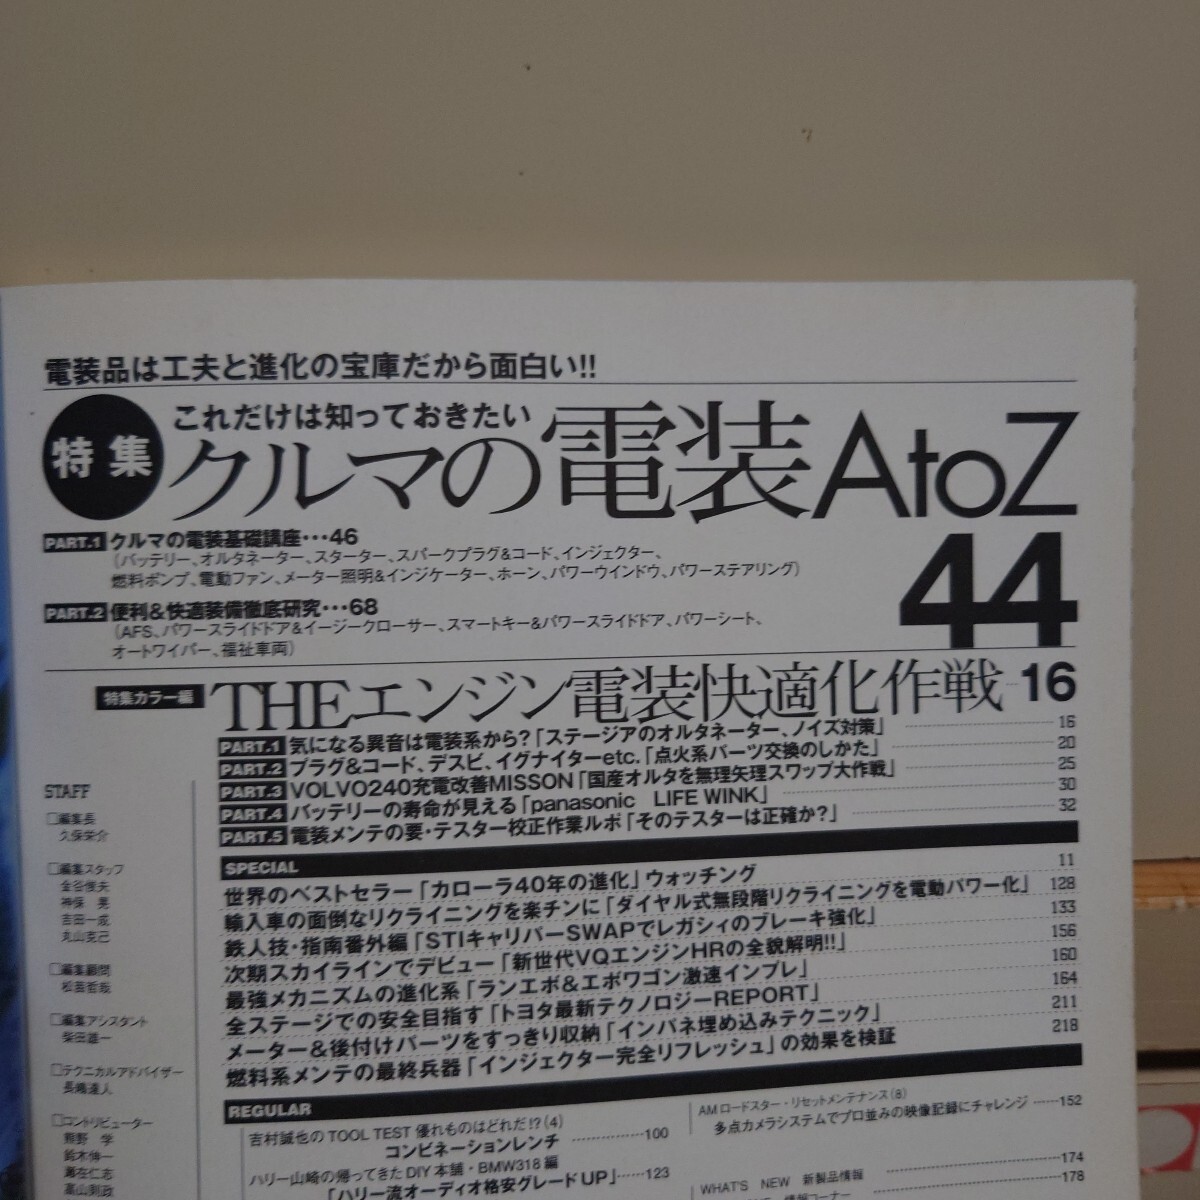 電装品は工夫と進化の宝庫だから面白い!!
特集
これだけは知っておきたい
クルマの電装AtoZ
44
PART.1 クルマの電装基礎講座…46
(バッテリー、オルタネーター、スターター、スパークプラグ&コード、インジェクター、
燃料ポンプ、電動ファン、メーター照明&インジケーター、ホーン、パワーウインドウ、パワーステアリング)
PART.2 便利&快適装備徹底研究…68
(AFS、パワースライドドア&イージークローサー、スマートキー&パワースライドドア、パワーシート、
オートワイパー、福祉車両)
特集カラー編 THEエンジン電装快適化作戦…16
PART.1 気になる異音は電装系から?「ステージアのオルタネーター、ノイズ対策」 16
PART.2 プラグ&コード、デスビ、イグナイターetc.「点火系パーツ交換のしかた」 20
PART.3 VOLVO240充電改善MISSON「国産オルタを無理矢理スワップ大作戦」 25
PART.4 バッテリーの寿命が見える「panasonic LIFE WINK」 30
PART.5 電装メンテの要・テスター校正作業ルポ「そのテスターは正確か?」 32
SPECIAL
世界のベストセラー「カローラ40年の進化」ウォッチング 11
輸入車の面倒なリクライニングを楽チンに「ダイヤル式無段階リクライニングを電動パワー化」 128
鉄人技・指南番外編「STIキャリパーSWAPでレガシィのブレーキ強化」 133
次期スカイラインでデビュー「新世代VQエンジンHRの全貌解明!!」 156
最強メカニズムの進化系「ランエボ&エボワゴン激速インプレ」 160
全ステージでの安全目指す「トヨタ最新テクノロジーREPORT」 164
メーター&後付けパーツをすっきり収納「インパネ埋め込みテクニック」 211
燃料系メンテの最終兵器「インジェクター完全リフレッシュ」の効果を検証 218
REGULAR
吉村誠也のTOOL TEST 優れものはどれだ!?(4)
コンビネーションレンチ 100
ハリー山崎の帰ってきたDIY本舗・BMW318編
「ハリー流オーディオ格安グレードUP」……123
AMロードスター・リセットメンテナンス(8)
多点カメラシステムでプロ並みの映像記録にチャレンジ……152
174
WHAT'S NEW 新製品情報 178
情報コーナー
STAFF
□編集長
久保栄介
□編集スタッフ
金谷俊夫
神保 晃
吉田一成
丸山克己
□編集顧問
松田哲哉
□編集アシスタント
柴田雄一
□テクニカルアドバイザー
長嶋達人
□コントリビューター
熊野 学
鈴木伸一
瀬在仁志
高山則政